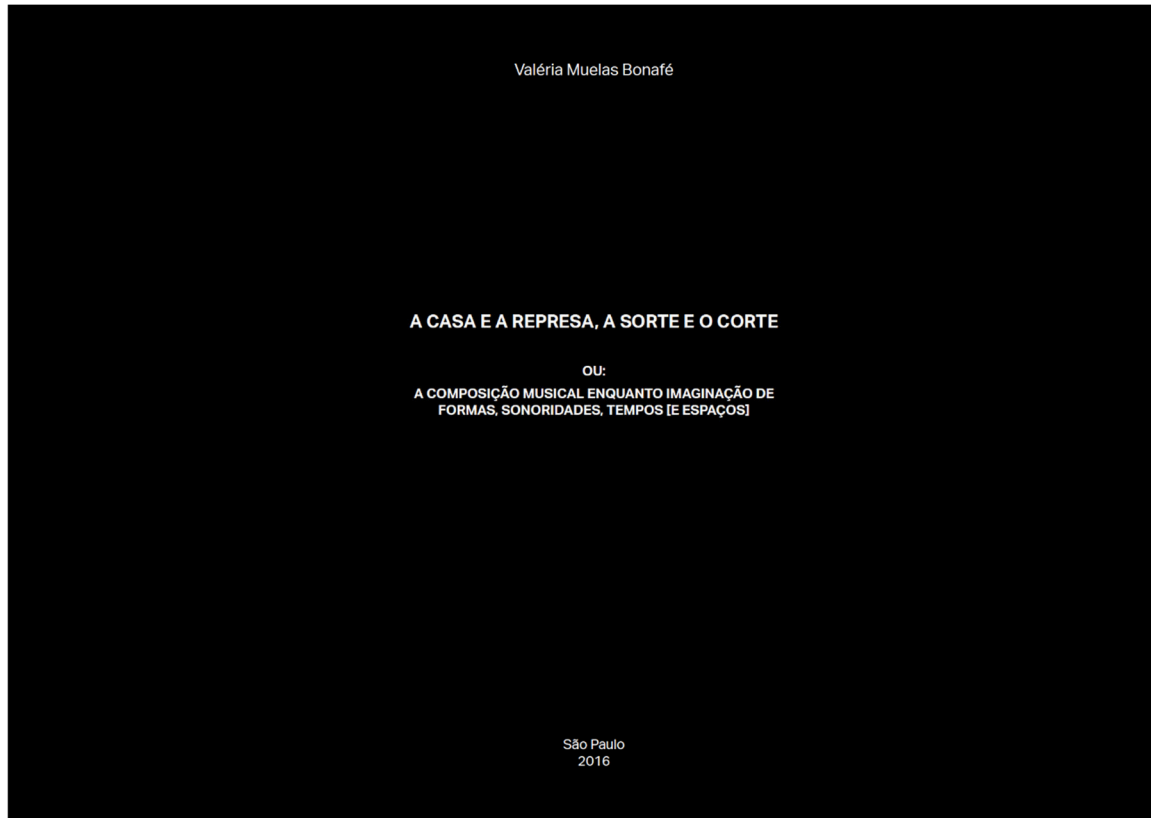 Valéria Muelas Bonafé
A CASA E A REPRESA, A SORTE E O CORTE
OU:
A COMPOSIÇÃO MUSICAL ENQUANTO IMAGINAÇÃO DE
FORMAS, SONORIDADES, TEMPOS [E ESPAÇOS]
São Paulo
2016